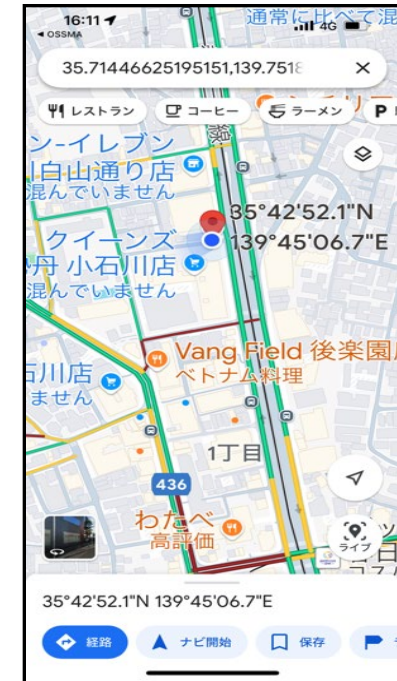 16:11
通常に比べて混
◀ OSSMA
4G
35.71446625195151,139.7518
レストラン
コーヒー
ラーメン
P
ン-イレブン
白山通り店
混んでいません
35°42'52.1"N
139°45'06.7"E
クイーンズ
丹 小石川店
混んでいません
Vang Field 後楽園
ベトナム料理
石川店
ません
1丁目
436
わたべ
高評価
ライブ
35°42'52.1"N 139°45'06.7"E
経路
ナビ開始
保存